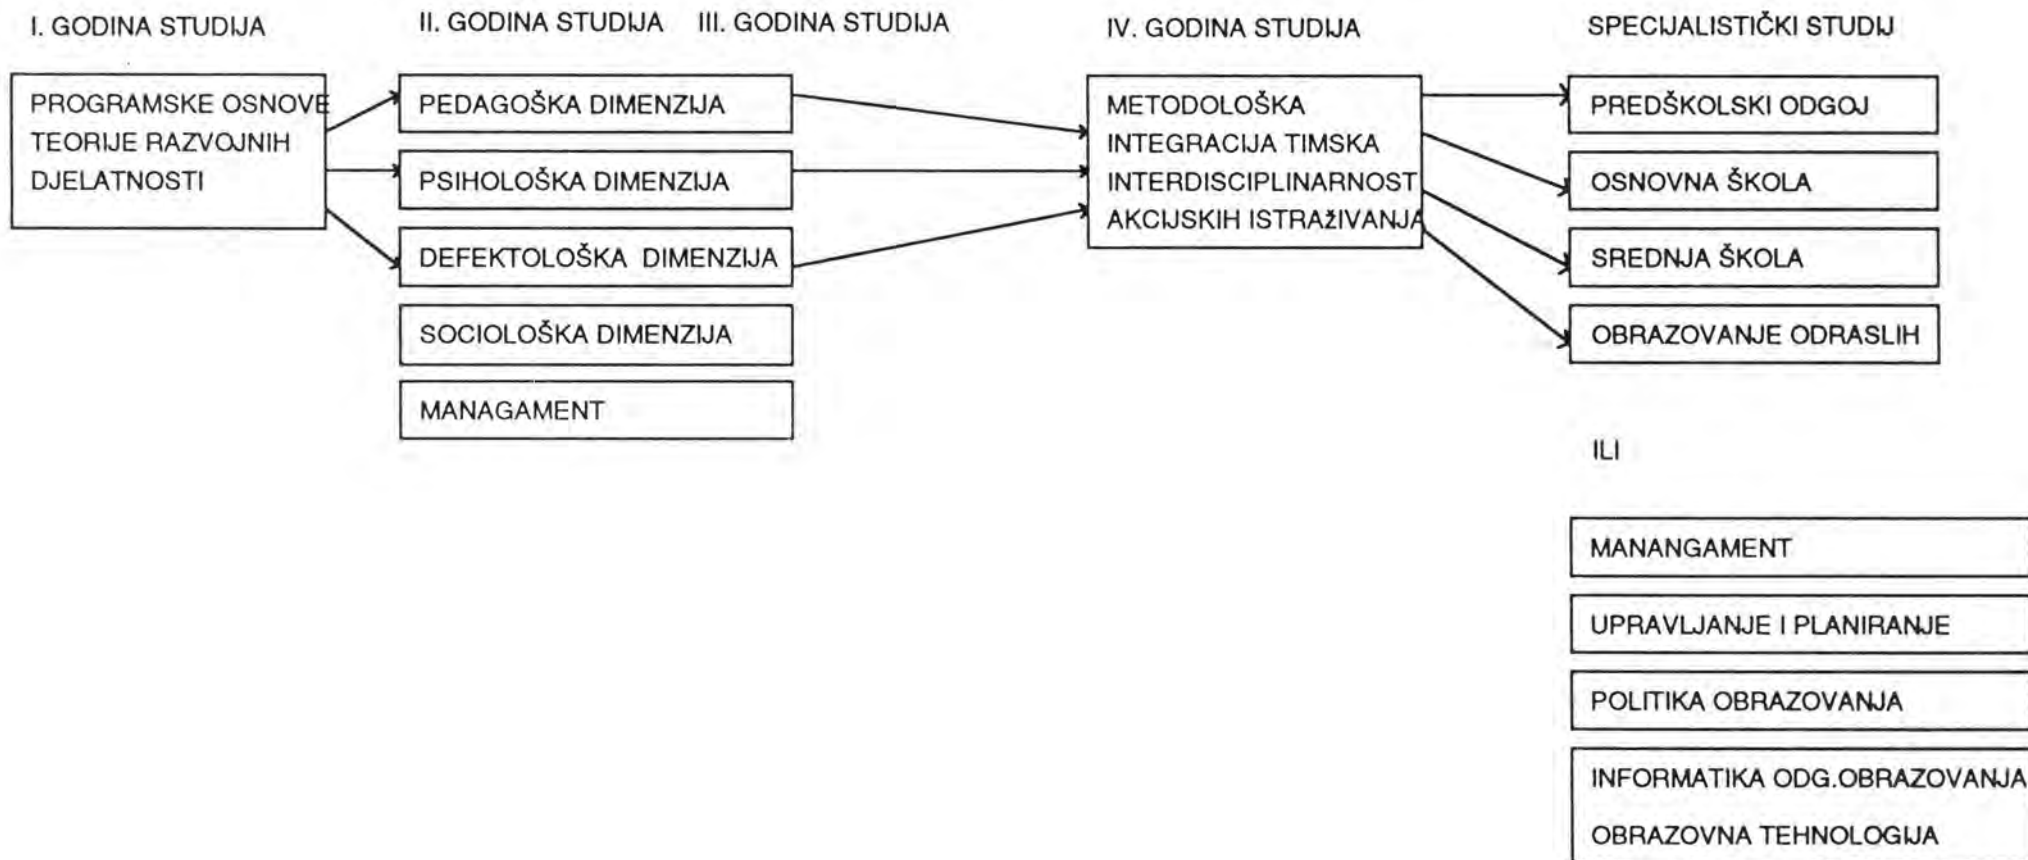 I. GODINA STUDIJA
II. GODINA STUDIJA
III. GODINA STUDIJA
IV. GODINA STUDIJA
SPECIJALISTIČKI STUDIJ
PROGRAMSKE OSNOVE
TEORIJE RAZVOJNIH
DJELATNOSTI
PEDAGOŠKA DIMENZIJA
PSIHOLOŠKA DIMENZIJA
DEFEKTOLOŠKA DIMENZIJA
SOCIOLOŠKA DIMENZIJA
MANAGAMENT
METODOLOŠKA
INTEGRACIJA TIMSKA
INTERDISCIPLINARNOST
AKCIJSKIH ISTRAžIVANJA
PREDŠKOLSKI ODGOJ
OSNOVNA ŠKOLA
SREDNJA ŠKOLA
OBRAZOVANJE ODRASLIH
ILI
MANANGAMENT
UPRAVLJANJE I PLANIRANJE
POLITIKA OBRAZOVANJA
INFORMATIKA ODG.OBRAZOVANJA
OBRAZOVNA TEHNOLOGIJA